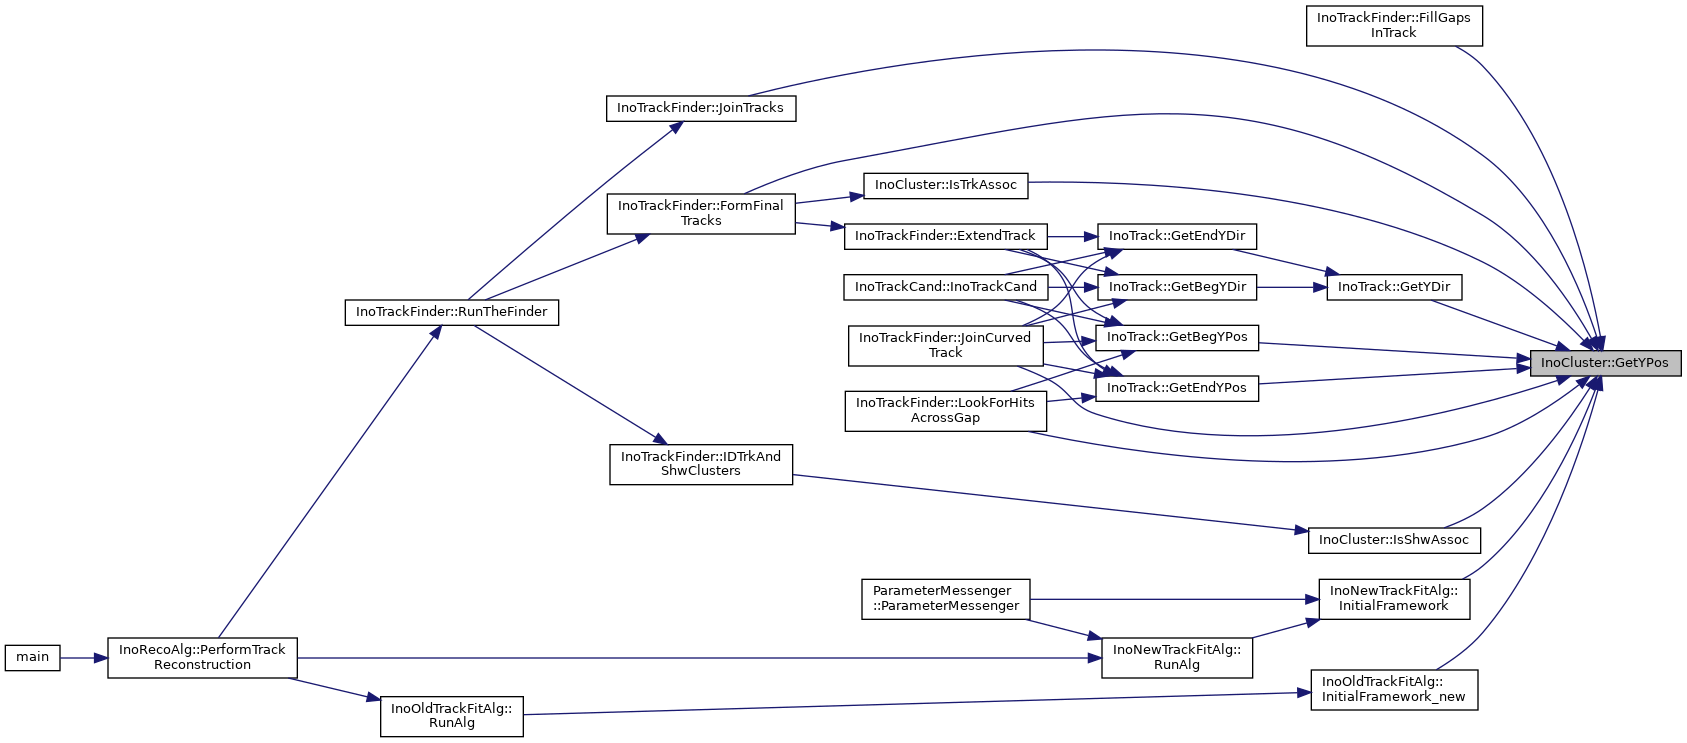 InoTrackFinder::FillGaps
InTrack
InoTrackFinder::JoinTracks
InoCluster::IsTrkAssoc
InoTrackFinder::FormFinal
Tracks
InoTrackFinder::ExtendTrack
InoTrack::GetEndYDir
InoTrackCand::InoTrackCand
InoTrack::GetBegYDir
InoTrack::GetYDir
InoTrackFinder::RunTheFinder
InoTrackFinder::JoinCurved
Track
InoTrack::GetBegYPos
InoCluster::GetYPos
InoTrack::GetEndYPos
InoTrackFinder::LookForHits
AcrossGap
InoTrackFinder::IDTrkAnd
ShwClusters
InoCluster::IsShwAssoc
ParameterMessenger
::ParameterMessenger
InoNewTrackFitAlg::
InitialFramework
main
InoRecoAlg::PerformTrack
Reconstruction
InoNewTrackFitAlg::
RunAlg
InoOldTrackFitAlg::
InitialFramework_new
InoOldTrackFitAlg::
RunAlg